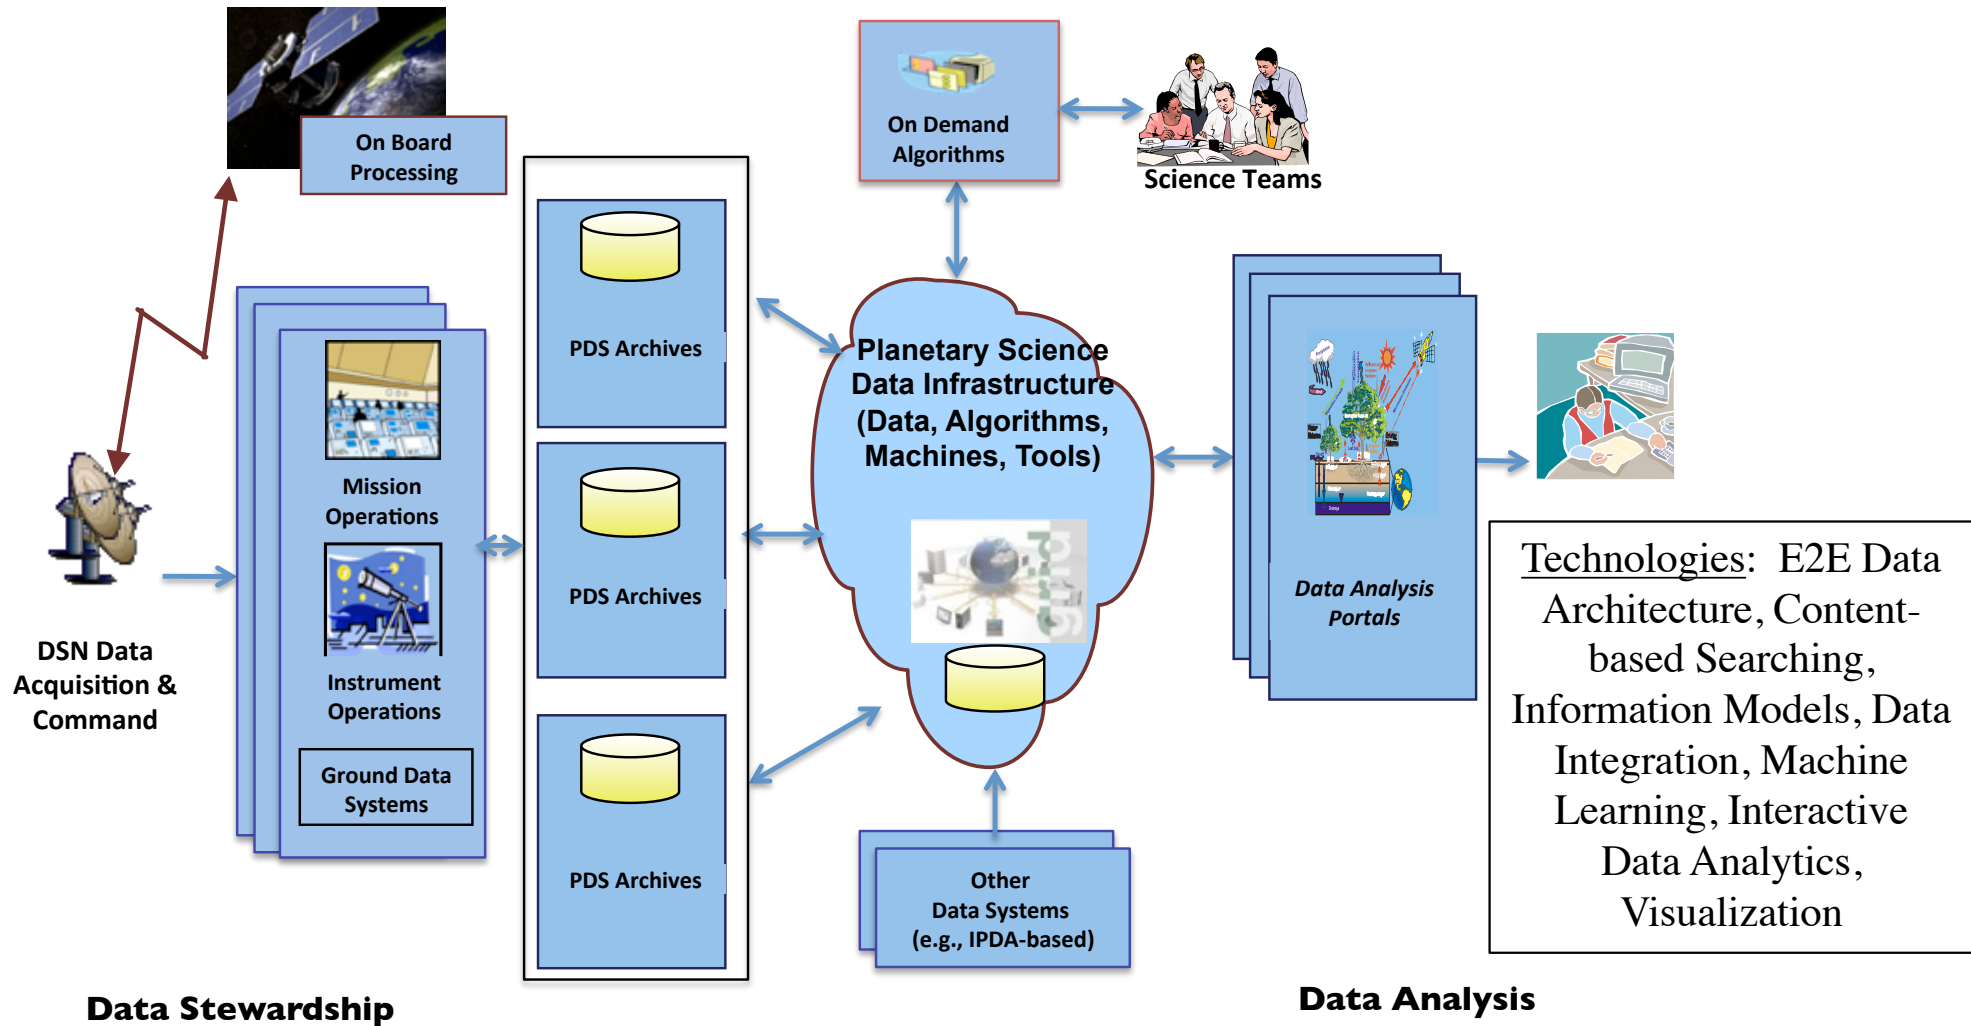 On Board
Processing
On Demand
Algorithms
Science Teams
PDS Archives
Planetary Science
Data Infrastructure
(Data, Algorithms,
Machines, Tools)
Mission
Operations
PDS Archives
Data Analysis
Portals
DSN Data
Acquisition &
Command
Instrument
Operations
Ground Data
Systems
PDS Archives
Other
Data Systems
(e.g., IPDA-based)
Technologies: E2E Data
Architecture, Content-
based Searching,
Information Models, Data
Integration, Machine
Learning, Interactive
Data Analytics,
Visualization
Data Stewardship
Data Analysis